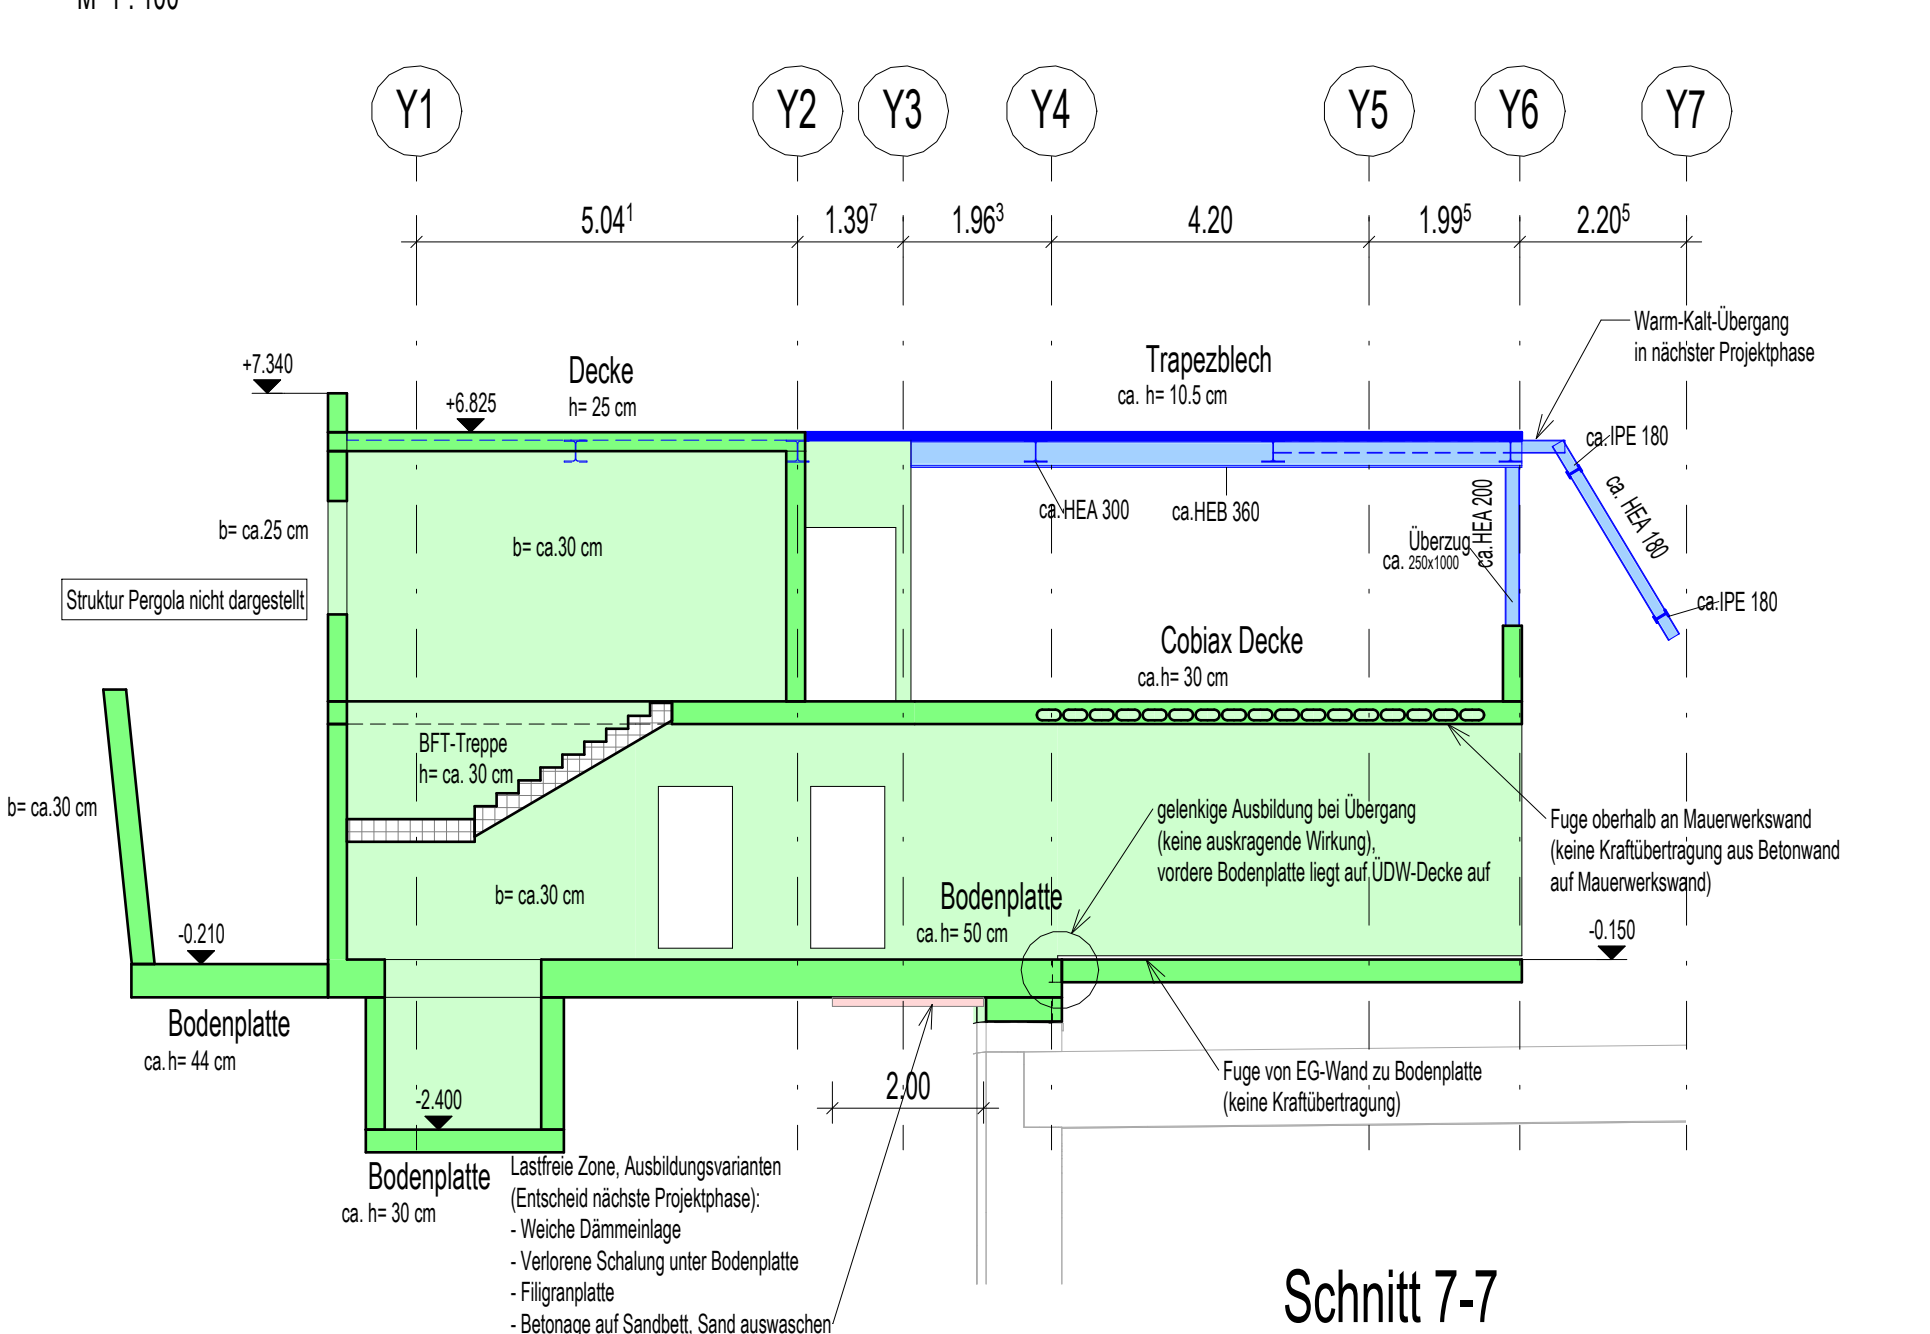 M 1 : 100
Y1 Y2 Y3 Y4 Y5 Y6 Y7
5.04¹ 1.39⁷ 1.96³ 4.20 1.99⁵ 2.20⁵
Warm-Kalt-Übergang
in nächster Projektphase
+7.340
Decke
h= 25 cm
+6.825
Trapezblech
ca. h= 10.5 cm
ca. IPE 180
ca. HEA 180
ca. IPE 180
ca. HEA 300
ca. HEB 360
ca. HEA 200
Überzug
ca. 250x1000
b= ca.25 cm
b= ca.30 cm
Struktur Pergola nicht dargestellt
Cobiax Decke
ca. h= 30 cm
BFT-Treppe
h= ca. 30 cm
b= ca.30 cm
b= ca.30 cm
gelenkige Ausbildung bei Übergang
(keine auskragende Wirkung),
vordere Bodenplatte liegt auf ÜDW-Decke auf
Fuge oberhalb an Mauerwerkswand
(keine Kraftübertragung aus Betonwand
auf Mauerwerkswand)
Bodenplatte
ca. h= 50 cm
-0.210
-0.150
Bodenplatte
ca. h= 44 cm
-2.400
2.00
Fuge von EG-Wand zu Bodenplatte
(keine Kraftübertragung)
Bodenplatte
ca. h= 30 cm
Lastfreie Zone, Ausbildungsvarianten
(Entscheid nächste Projektphase):
- Weiche Dämmeinlage
- Verlorene Schalung unter Bodenplatte
- Filigranplatte
- Betonage auf Sandbett, Sand auswaschen
Schnitt 7-7